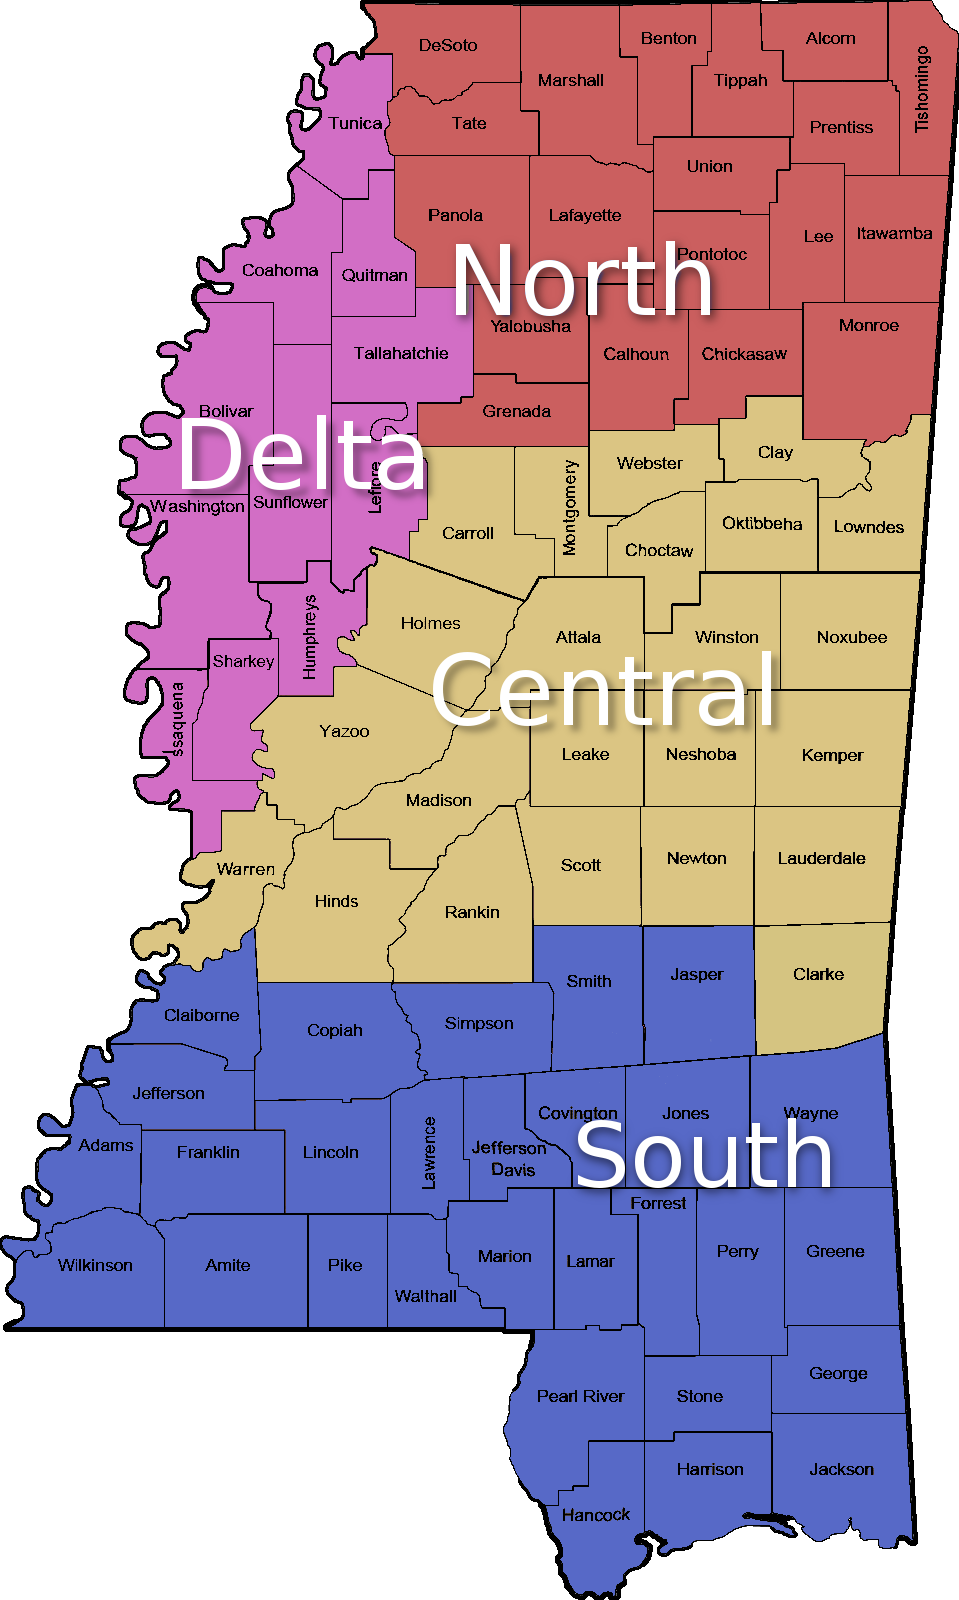 DeSoto
Benton
Alcorn
Tishomingo
Marshall
Tippah
Tunica
Tate
Prentiss
Union
Panola
Lafayette
Pontotoc
Lee
Itawamba
Coahoma
Quitman
North
Yalobusha
Monroe
Tallahatchie
Calhoun
Chickasaw
Bolivar
Grenada
Delta
Leflore
Webster
Clay
Washington
Sunflower
Carroll
Montgomery
Choctaw
Oktibbeha
Lowndes
Humphreys
Holmes
Attala
Winston
Noxubee
Sharkey
Central
Issaquena
Yazoo
Leake
Neshoba
Kemper
Madison
Warren
Scott
Newton
Lauderdale
Hinds
Rankin
Smith
Jasper
Clarke
Claiborne
Copiah
Simpson
Jefferson
Covington
Jones
Wayne
Adams
Franklin
Lincoln
Lawrence
Jefferson
Davis
South
Forrest
Wilkinson
Amite
Pike
Walthall
Marion
Lamar
Perry
Greene
Pearl River
Stone
George
Harrison
Jackson
Hancock